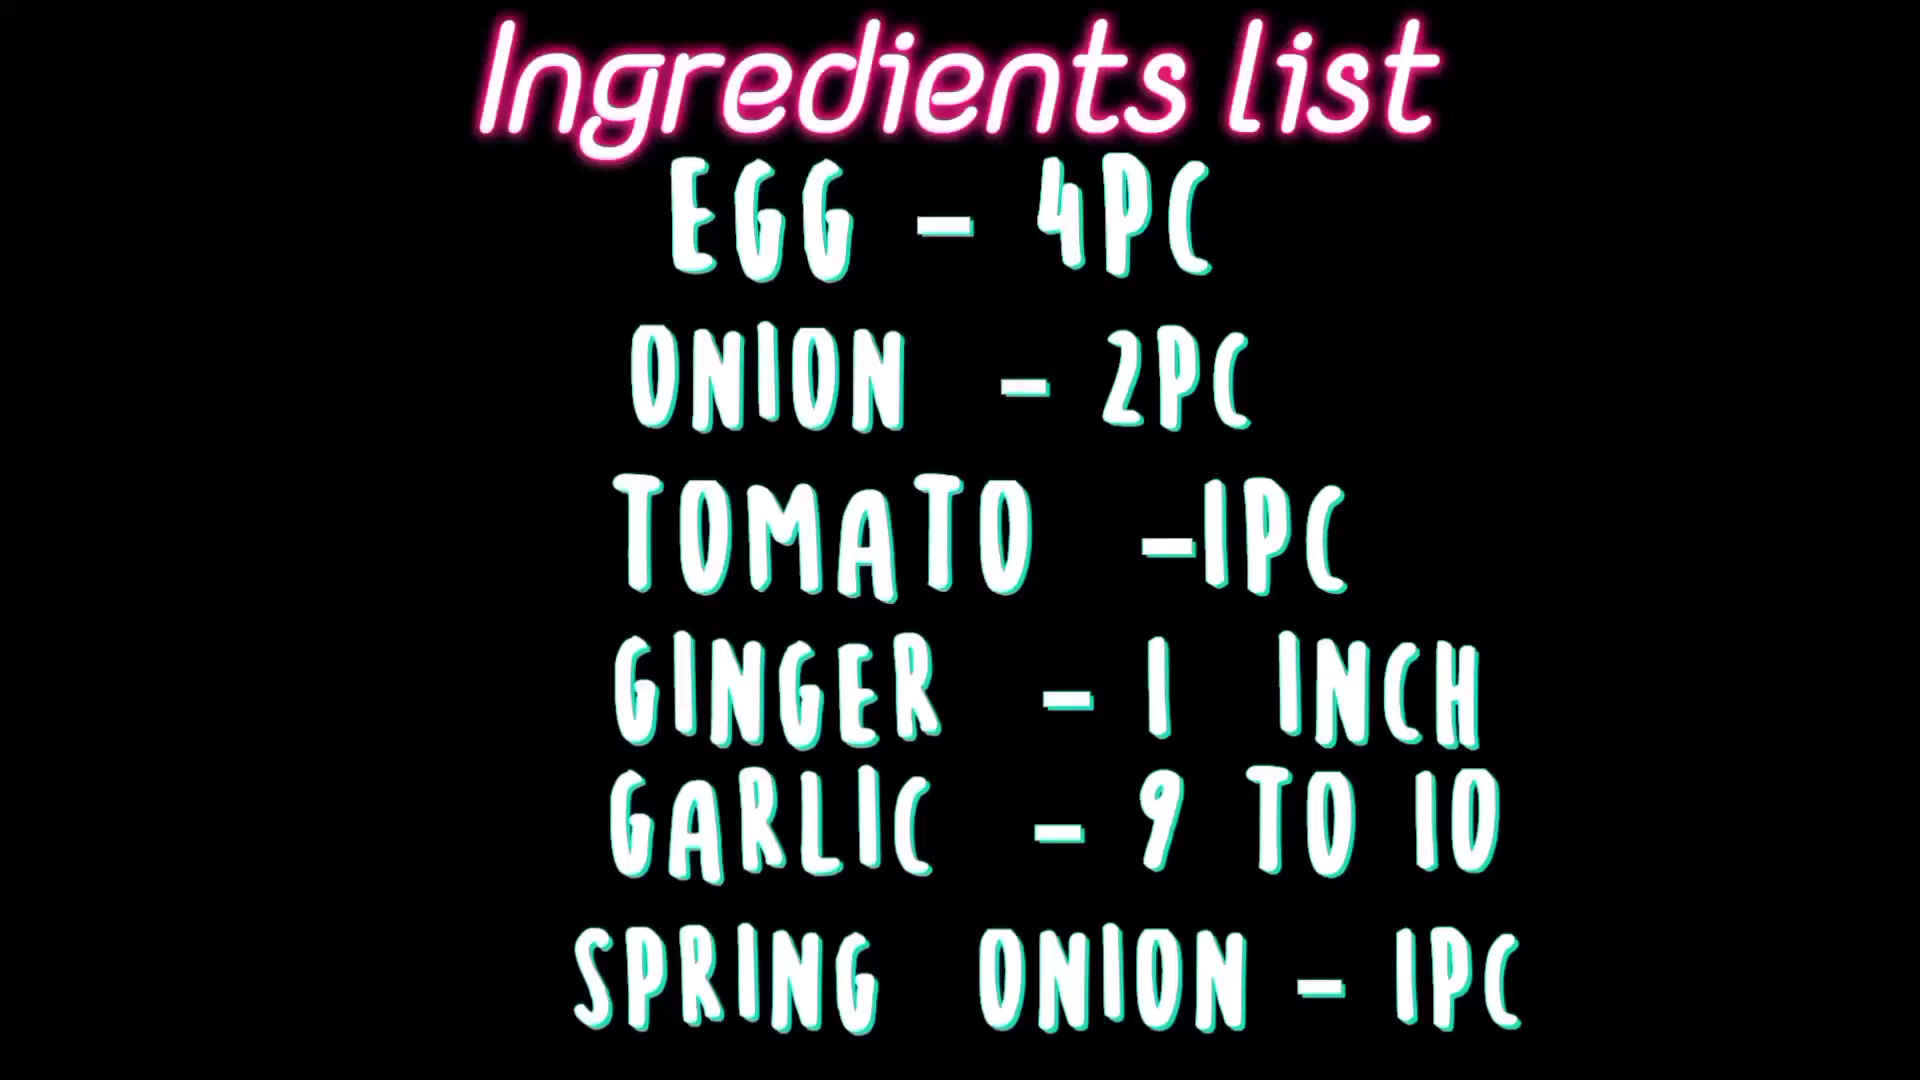 Ingredients list
EGG - 4PC
ONION - 2PC
TOMATO -1PC
GINGER - 1 INCH
GARLIC - 9 TO 10
SPRING ONION - 1PC